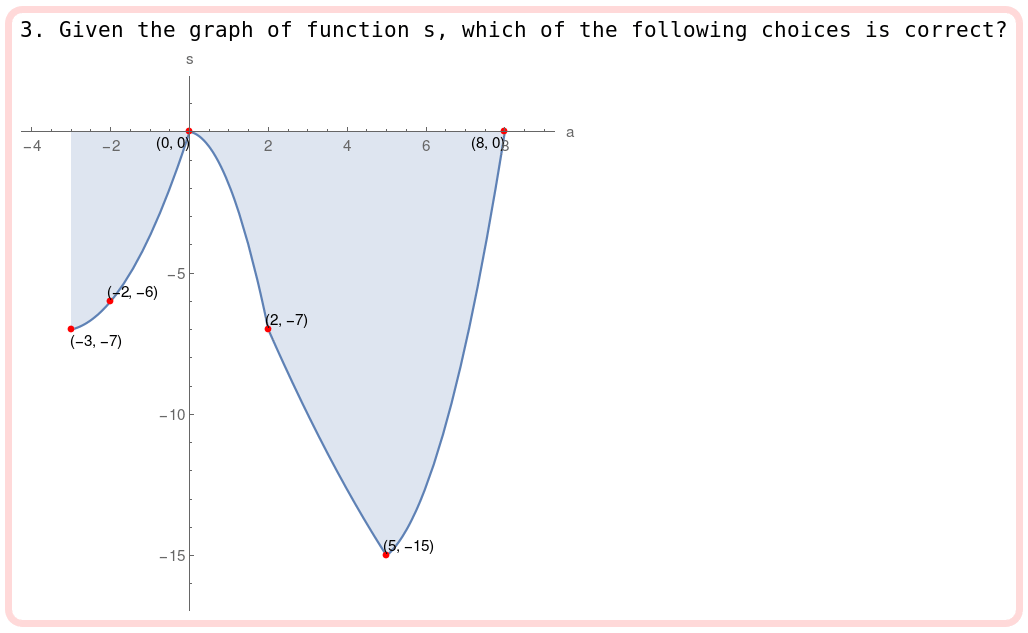 3. Given the graph of function s, which of the following choices is correct?
s
−4 −2 2 4 6 8 a
(0, 0) (8, 0)
−5
(−2, −6)
(2, −7)
(−3, −7)
−10
(5, −15)
−15